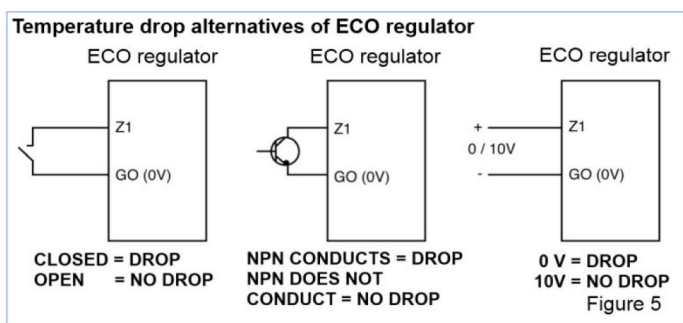 Temperature drop alternatives of ECO regulator
ECO regulator
Z1
GO (0V)
CLOSED = DROP
OPEN = NO DROP
ECO regulator
Z1
GO (0V)
NPN CONDUCTS = DROP
NPN DOES NOT
CONDUCT = NO DROP
ECO regulator
+
0 / 10V
-
Z1
GO (0V)
0 V = DROP
10V = NO DROP
Figure 5